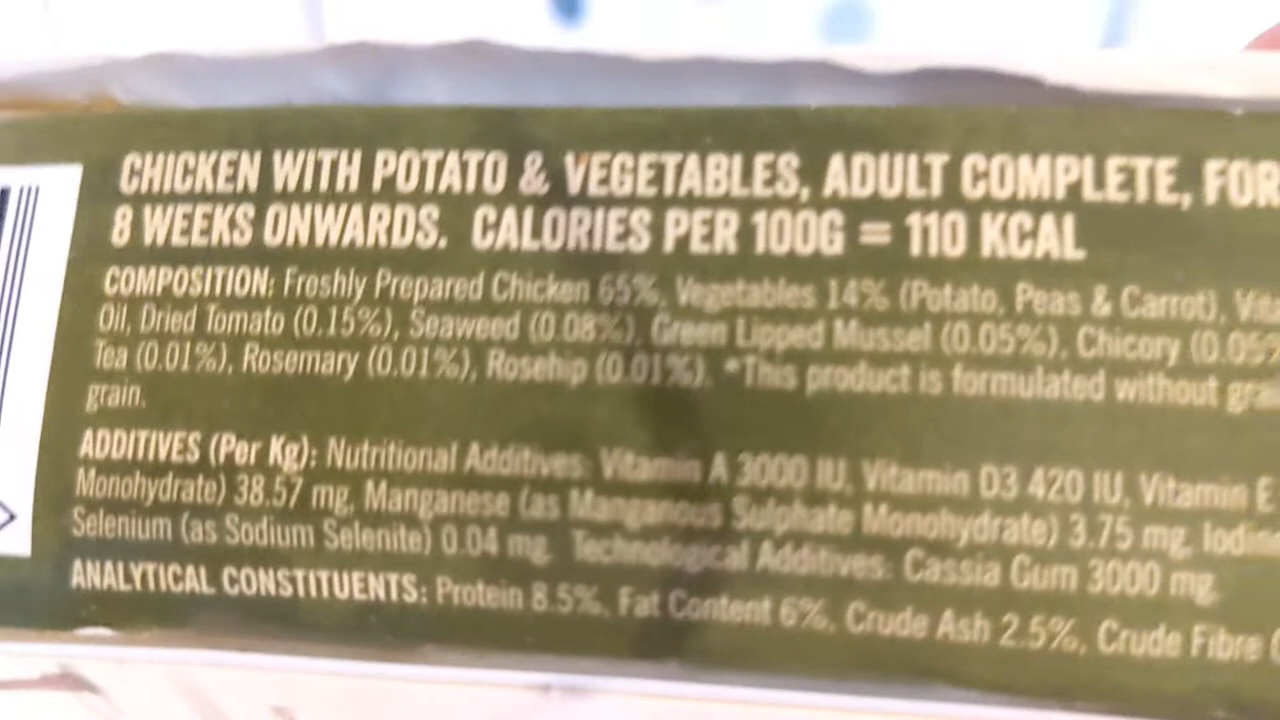 CHICKEN WITH POTATO & VEGETABLES, ADULT COMPLETE, FOR
8 WEEKS ONWARDS. CALORIES PER 100G = 110 KCAL
COMPOSITION: Freshly Prepared Chicken 65%, Vegetables 14% (Potato, Peas & Carrot),
Oil, Dried Tomato (0.15%), Seaweed (0.08%), Green Lipped Mussel (0.05%), Chicory (0.05%
Tea (0.01%), Rosemary (0.01%), Rosehip (0.01%). *This product is formulated without
grain.
ADDITIVES (Per Kg): Nutritional Additives: Vitamin A 3000 IU, Vitamin D3 420 IU, Vitamin E
Monohydrate) 38.57 mg, Manganese (as Manganous Sulphate Monohydrate) 3.75 mg,
Selenium (as Sodium Selenite) 0.04 mg. Technological Additives: Cassia Gum 3000 mg.
ANALYTICAL CONSTITUENTS: Protein 8.5%, Fat Content 6%, Crude Ash 2.5%, Crude Fibre